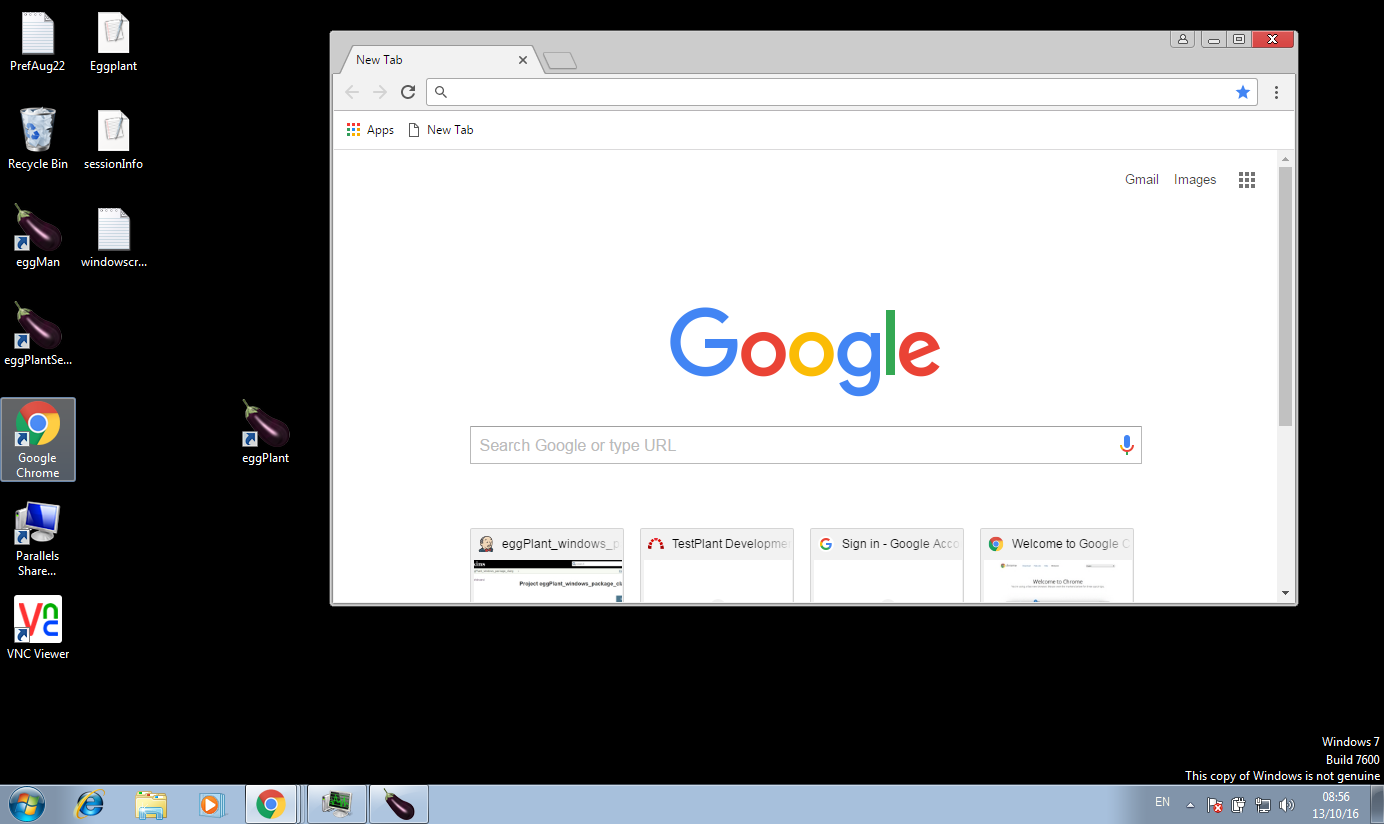 PrefAug22
Eggplant
Recycle Bin
sessionInfo
eggMan
windowscr...
eggPlantSe...
Google
Chrome
eggPlant
Parallels
Share...
VNC Viewer
New Tab
Apps
New Tab
Gmail
Images
Google
Search Google or type URL
eggPlant_windows_p
TestPlant Developme
Sign in - Google Acco
Welcome to Google C
Project eggPlant_windows_package_cla
Welcome to Chrome
Windows 7
Build 7600
This copy of Windows is not genuine
EN
08:56
13/10/16